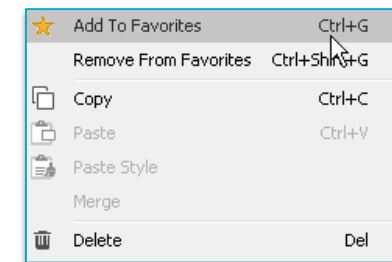 Add To Favorites Ctrl+G
Remove From Favorites Ctrl+Shift+G
Copy Ctrl+C
Paste Ctrl+V
Paste Style
Merge
Delete Del